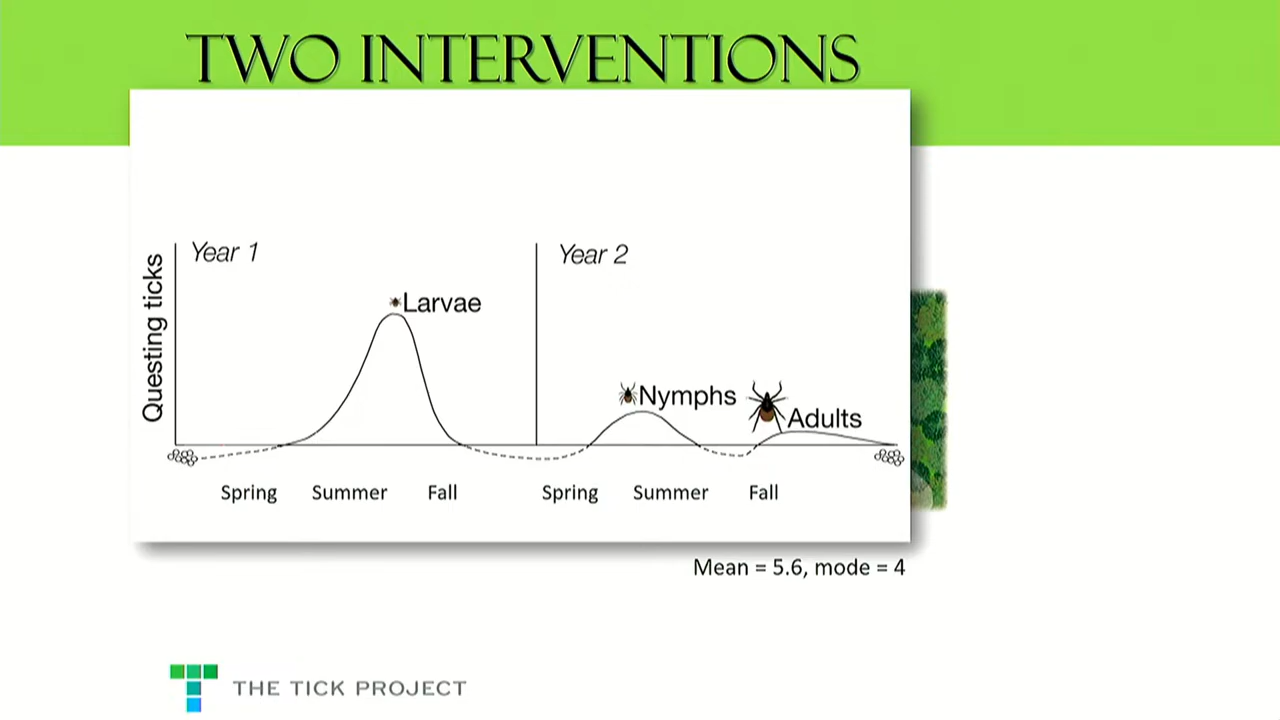 TWO INTERVENTIONS
Questing ticks
Year 1
Year 2
Larvae
Nymphs
Adults
Spring Summer Fall Spring Summer Fall
Mean = 5.6, mode = 4
THE TICK PROJECT